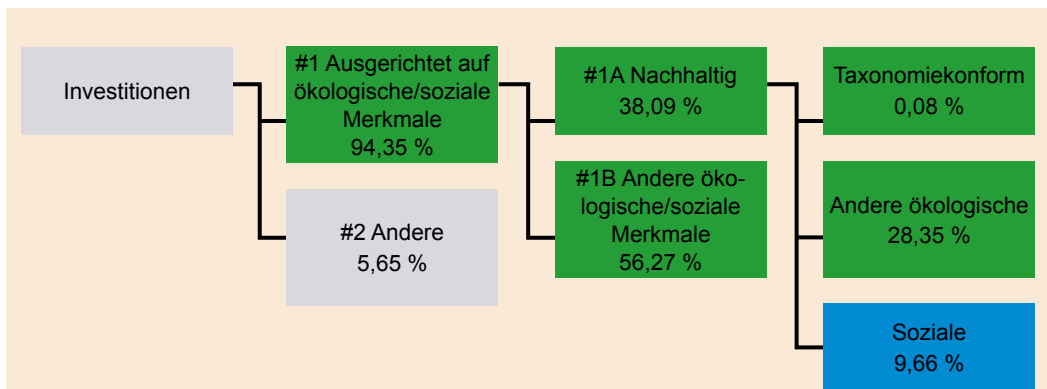 Investitionen
#1 Ausgerichtet auf
ökologische/soziale
Merkmale
94,35 %
#2 Andere
5,65 %
#1A Nachhaltig
38,09 %
#1B Andere öko-
logische/soziale
Merkmale
56,27 %
Taxonomiekonform
0,08 %
Andere ökologische
28,35 %
Soziale
9,66 %